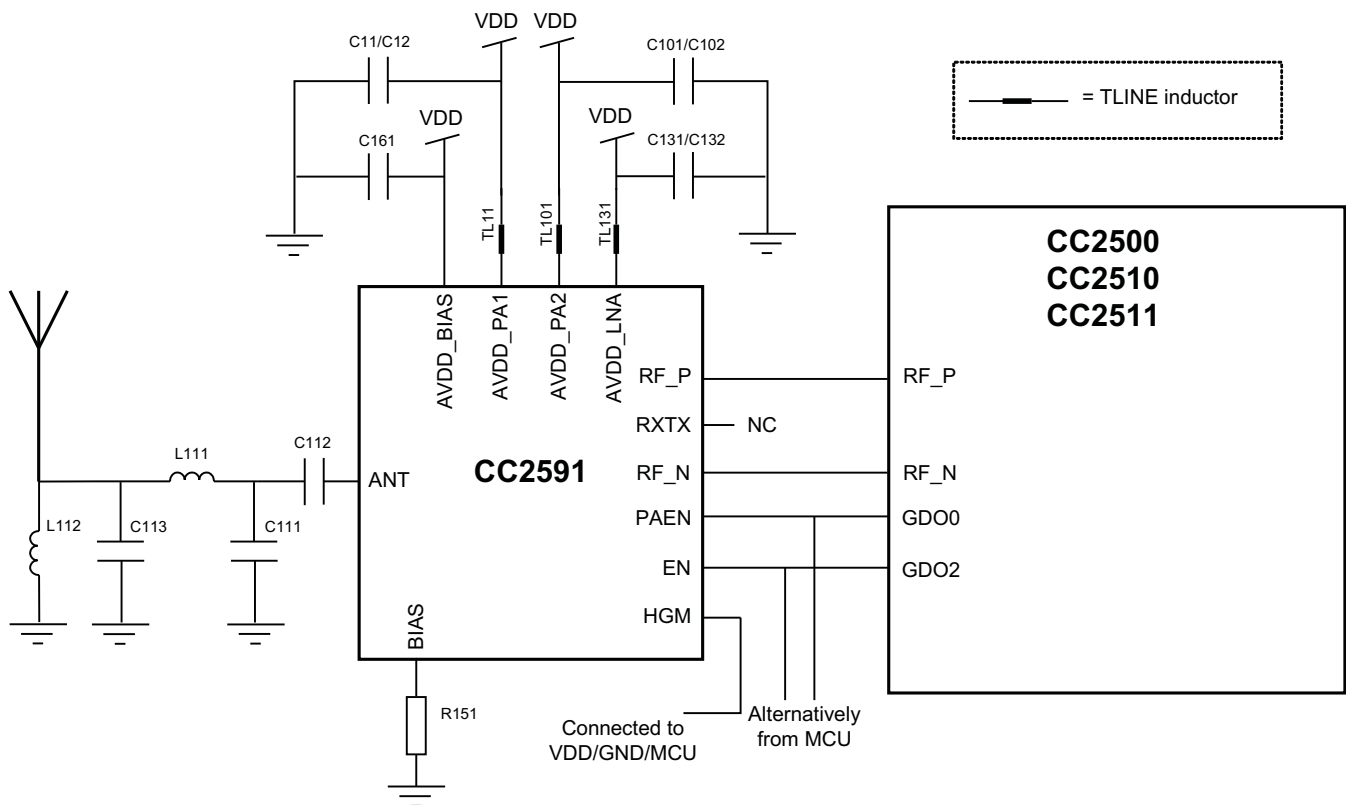 VDD
VDD
C11/C12
C101/C102
= TLINE inductor
VDD
VDD
C161
C131/C132
TL11
TL101
TL131
CC2500
CC2510
CC2511
AVDD_BIAS
AVDD_PA1
AVDD_PA2
AVDD_LNA
RF_P
RF_P
RXTX
NC
C112
L111
ANT
CC2591
RF_N
RF_N
L112
C113
C111
PAEN
GDO0
EN
GDO2
BIAS
HGM
R151
Connected to
VDD/GND/MCU
Alternatively
from MCU